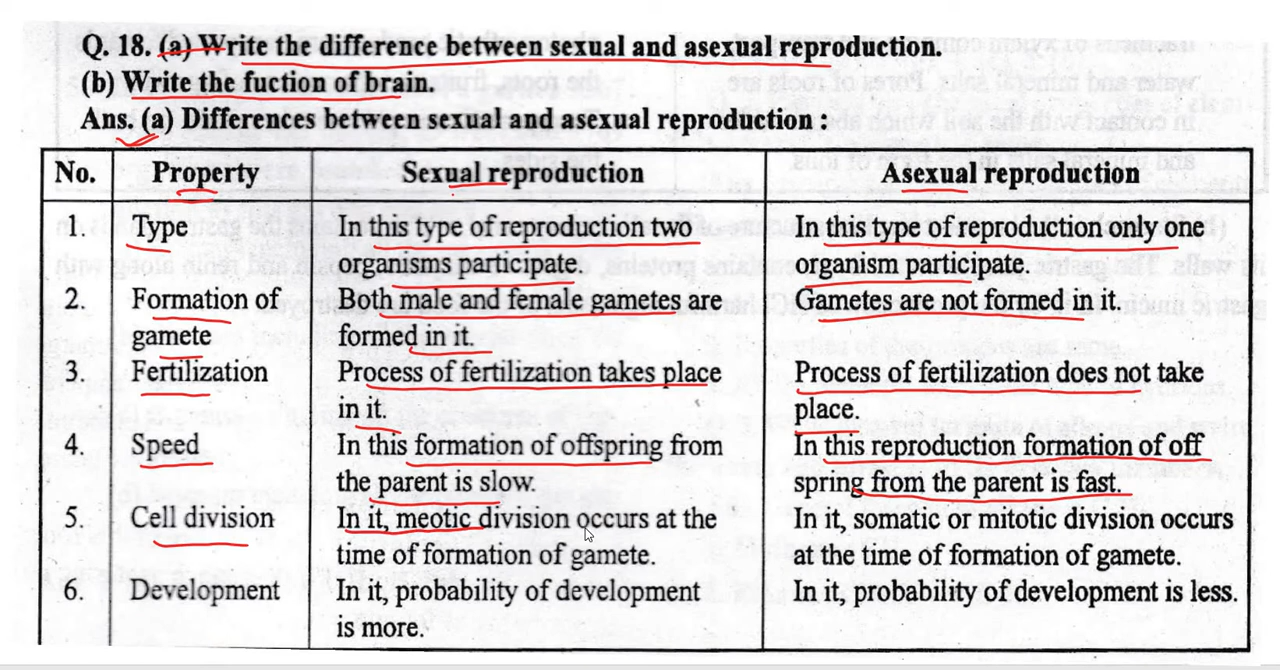 Q. 18. (a) Write the difference between sexual and asexual reproduction.
(b) Write the fuction of brain.
Ans. (a) Differences between sexual and asexual reproduction :
No. Property Sexual reproduction Asexual reproduction
1. Type In this type of reproduction two In this type of reproduction only one
organisms participate. organism participate.
2. Formation of Both male and female gametes are Gametes are not formed in it.
gamete formed in it.
3. Fertilization Process of fertilization takes place Process of fertilization does not take
in it. place.
4. Speed In this formation of offspring from In this reproduction formation of off
the parent is slow. spring from the parent is fast.
5. Cell division In it, meotic division occurs at the In it, somatic or mitotic division occurs
time of formation of gamete. at the time of formation of gamete.
6. Development In it, probability of development In it, probability of development is less.
is more.